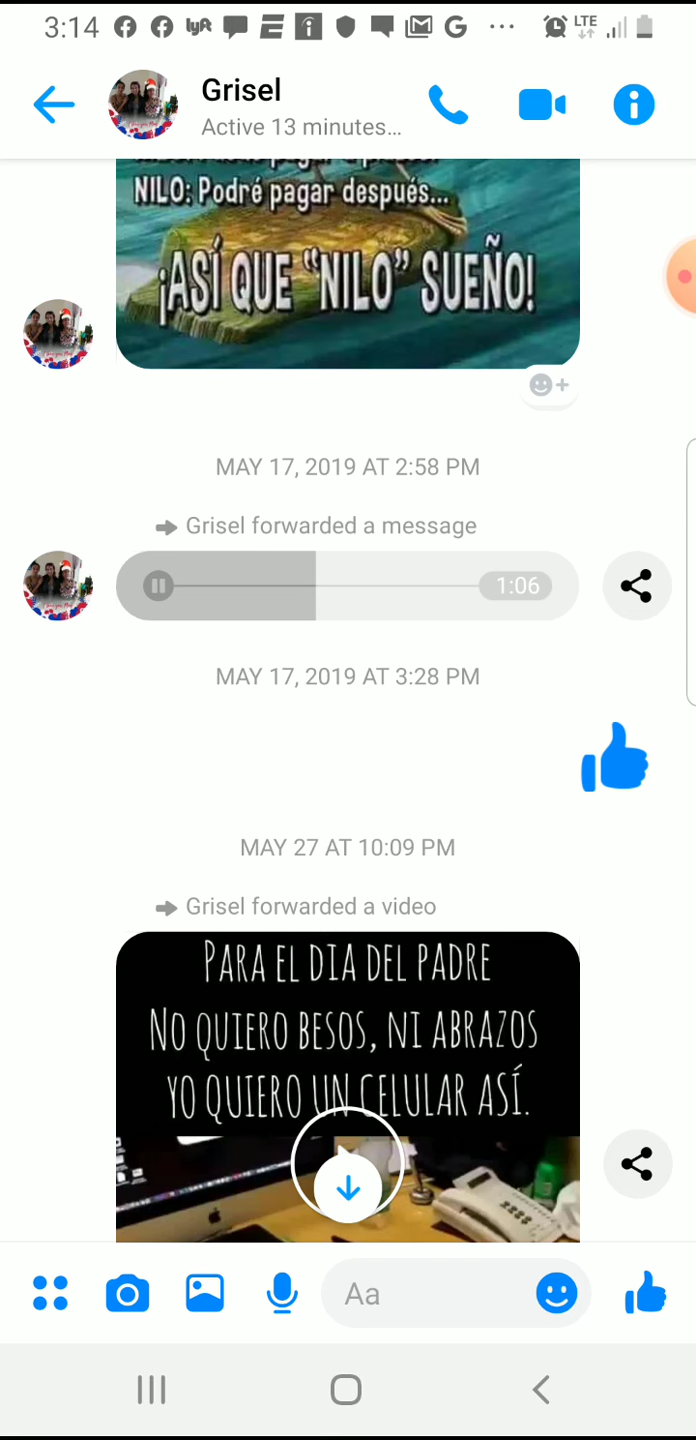 3:14
LTE
Grisel
Active 13 minutes...
NILO: Podré pagar después...
¡ASÍ QUE “NILO” SUEÑO!
MAY 17, 2019 AT 2:58 PM
Grisel forwarded a message
1:06
MAY 17, 2019 AT 3:28 PM
MAY 27 AT 10:09 PM
Grisel forwarded a video
PARA EL DIA DEL PADRE
NO QUIERO BESOS, NI ABRAZOS
YO QUIERO UN CELULAR ASÍ.
Aa